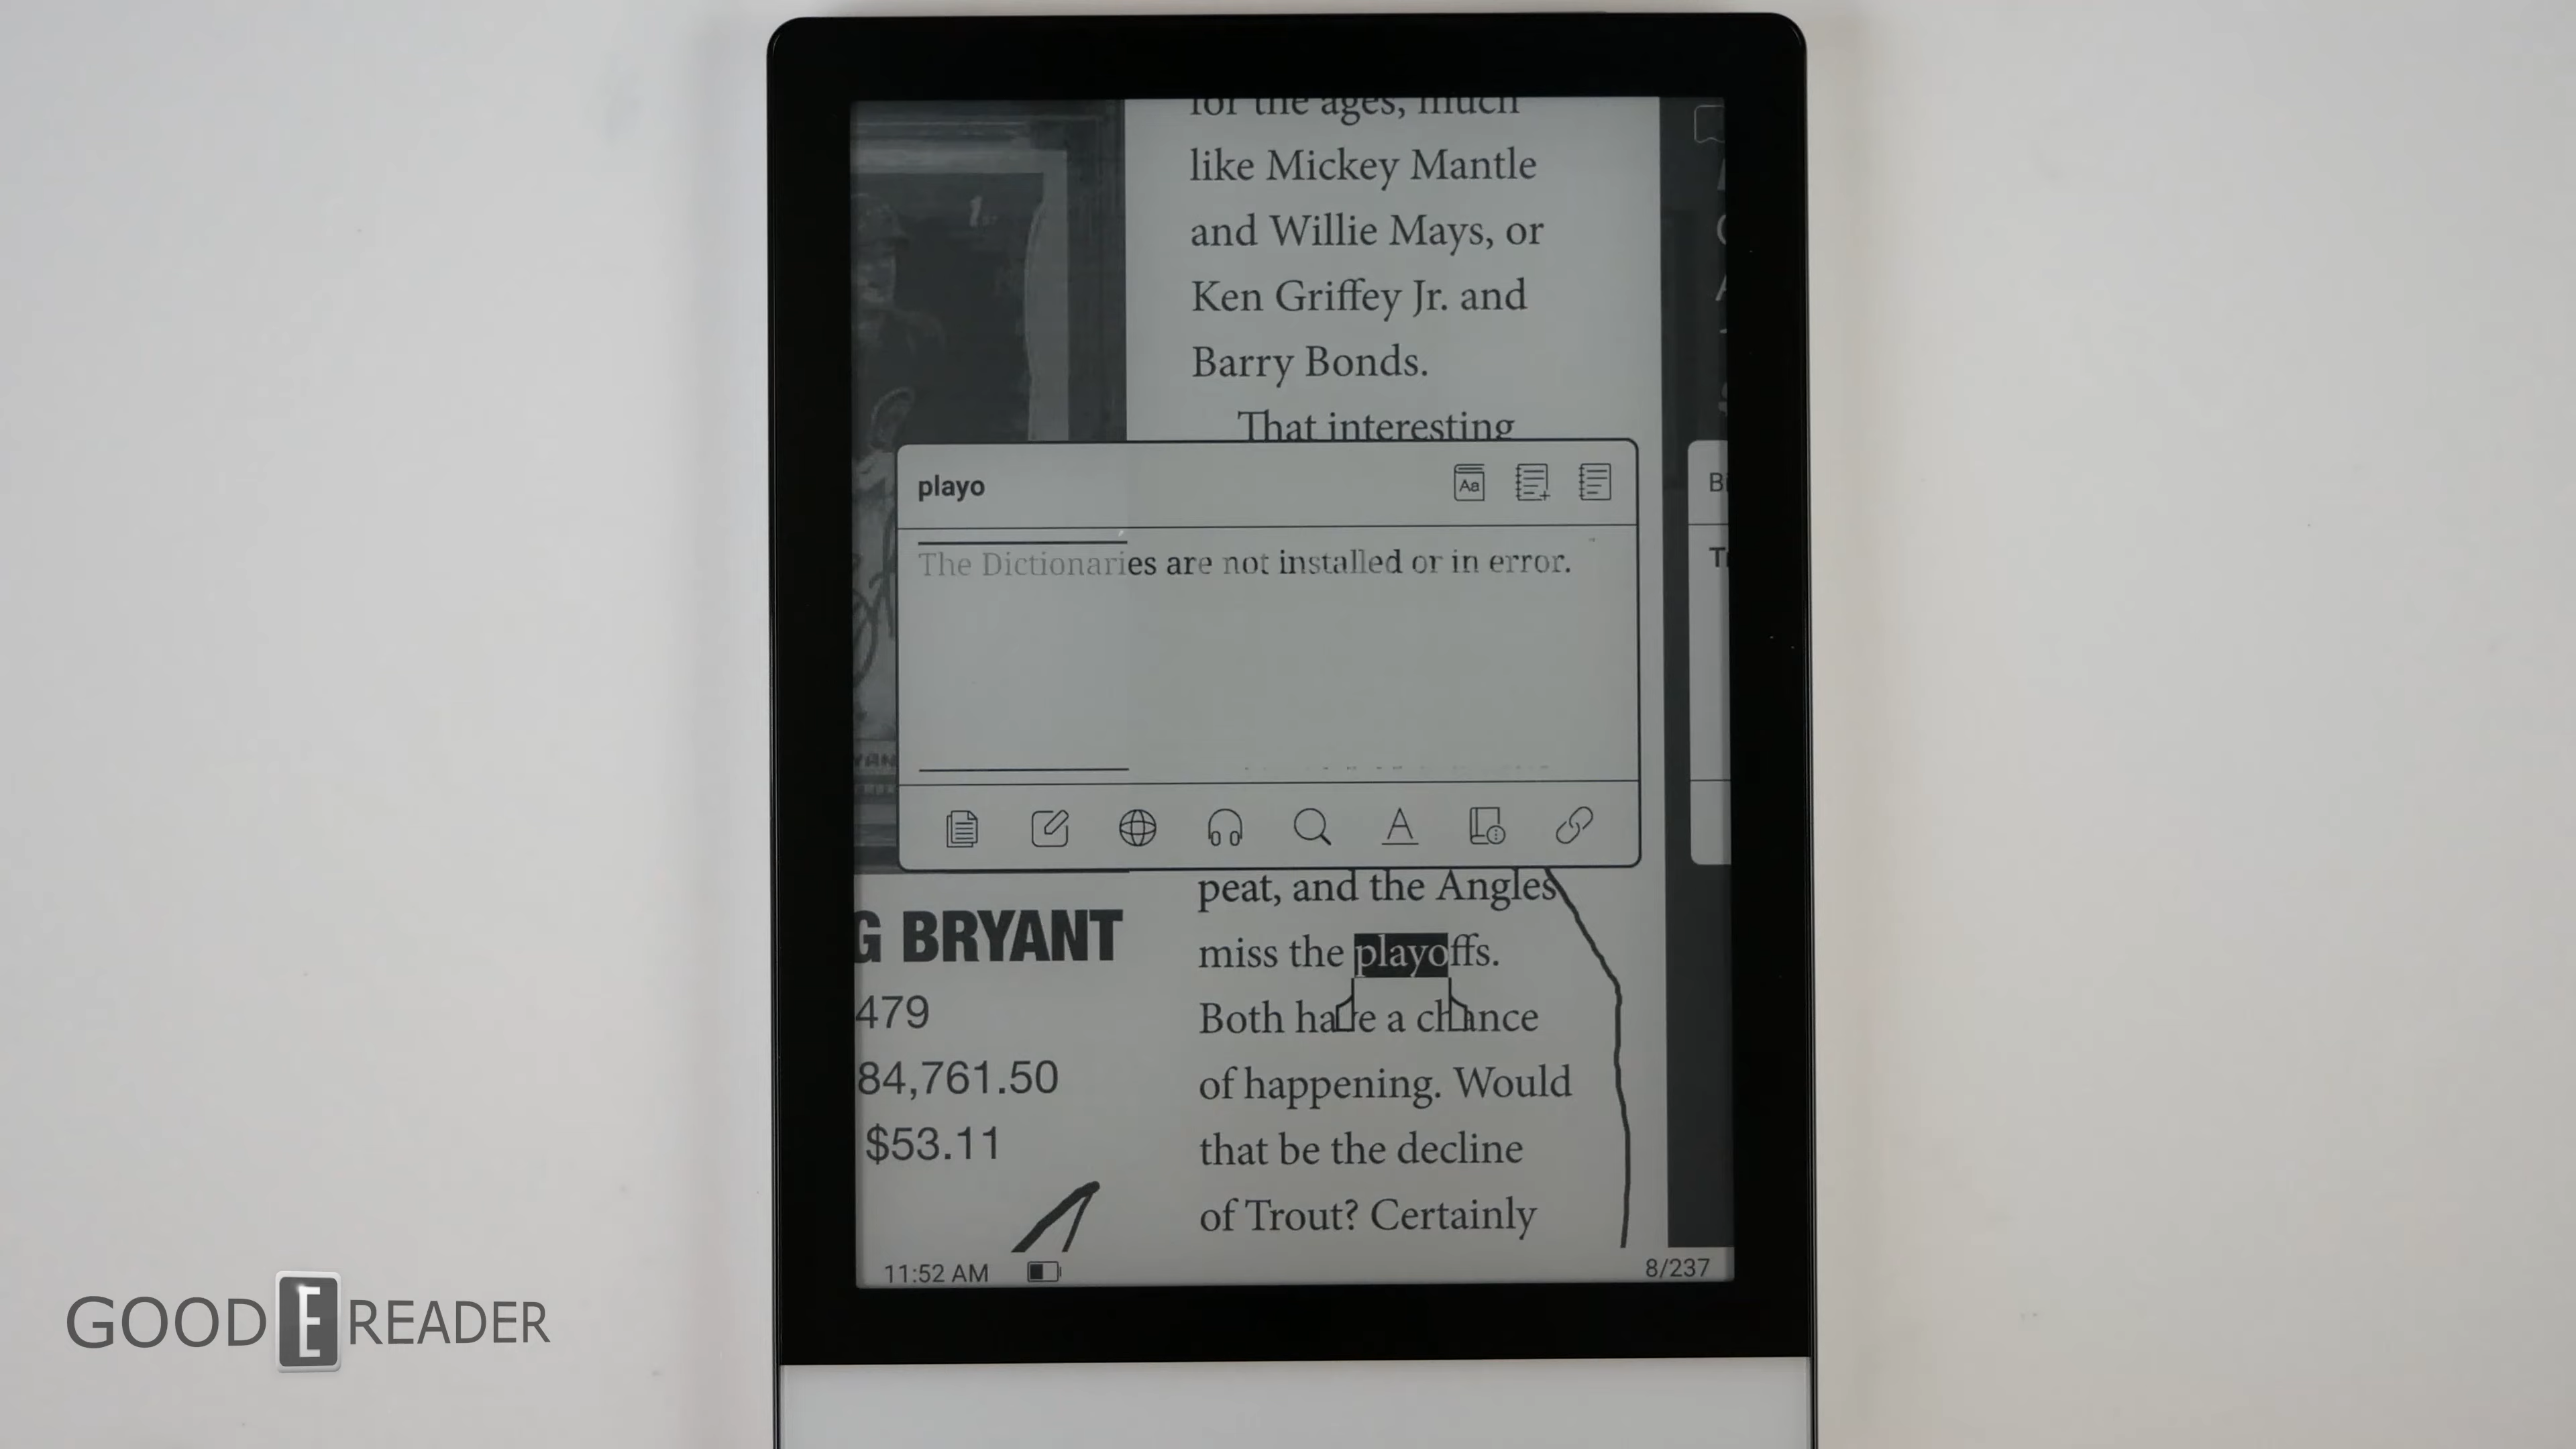 for the ages, much
like Mickey Mantle
and Willie Mays, or
Ken Griffey Jr. and
Barry Bonds.
That interesting
playo
Aa
The Dictionaries are not installed or in error.
peat, and the Angles
miss the playoffs.
Both have a chance
of happening. Would
that be the decline
of Trout? Certainly
G BRYANT
479
84,761.50
$53.11
11:52 AM
8/237
GOOD E READER